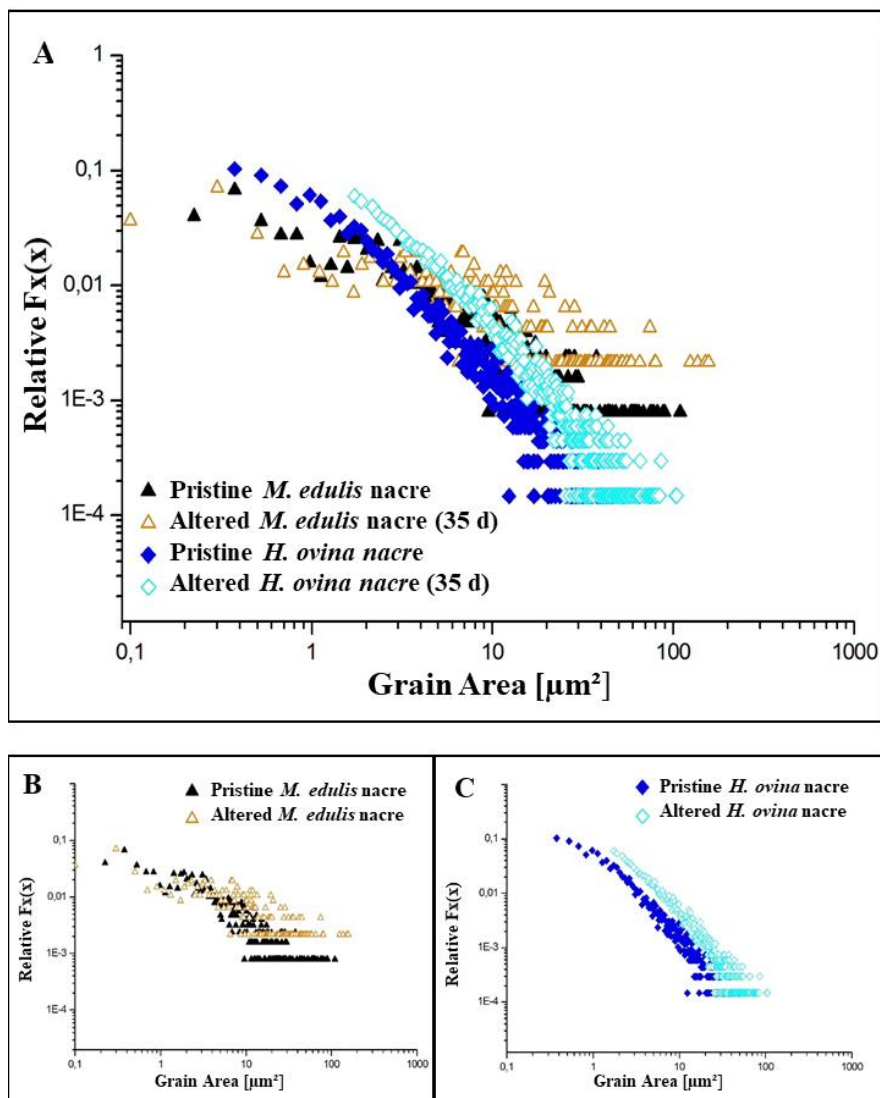 A
Relative Fx(x)
1
0,1
0,01
1E-3
1E-4
Pristine M. edulis nacre
Altered M. edulis nacre (35 d)
Pristine H. ovina nacre
Altered H. ovina nacre (35 d)
0,1 1 10 100 1000
Grain Area [µm²]
B
Pristine M. edulis nacre
Altered M. edulis nacre
Relative Fx(x)
0,1
0,01
1E-3
1E-4
0,1 1 10 100 1000
Grain Area [µm²]
C
Pristine H. ovina nacre
Altered H. ovina nacre
Relative Fx(x)
0,1
0,01
1E-3
1E-4
0,1 1 10 100 1000
Grain Area [µm²]